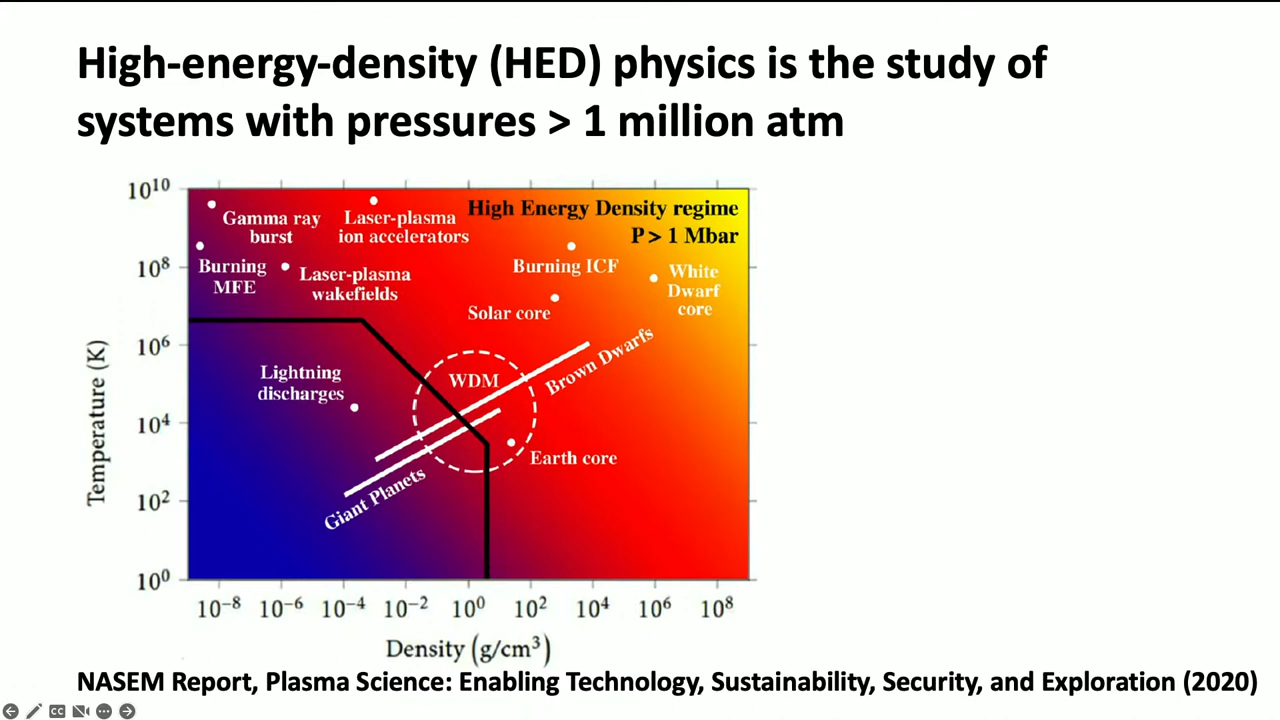 High-energy-density (HED) physics is the study of
systems with pressures > 1 million atm
10¹⁰
10⁸
10⁶
10⁴
10²
10⁰
Temperature (K)
Gamma ray
burst
Laser-plasma
ion accelerators
High Energy Density regime
P > 1 Mbar
Burning
MFE
Laser-plasma
wakefields
Burning ICF
White
Dwarf
core
Solar core
Lightning
discharges
WDM
Brown Dwarfs
Earth core
Giant Planets
10⁻⁸ 10⁻⁶ 10⁻⁴ 10⁻² 10⁰ 10² 10⁴ 10⁶ 10⁸
Density (g/cm³)
NASEM Report, Plasma Science: Enabling Technology, Sustainability, Security, and Exploration (2020)
CC